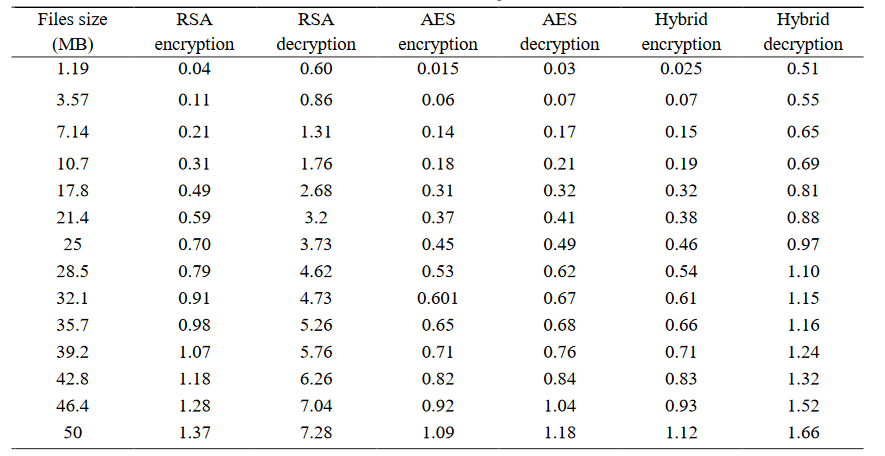 Files size (MB) RSA encryption RSA decryption AES encryption AES decryption Hybrid encryption Hybrid decryption
1.19 0.04 0.60 0.015 0.03 0.025 0.51
3.57 0.11 0.86 0.06 0.07 0.07 0.55
7.14 0.21 1.31 0.14 0.17 0.15 0.65
10.7 0.31 1.76 0.18 0.21 0.19 0.69
17.8 0.49 2.68 0.31 0.32 0.32 0.81
21.4 0.59 3.2 0.37 0.41 0.38 0.88
25 0.70 3.73 0.45 0.49 0.46 0.97
28.5 0.79 4.62 0.53 0.62 0.54 1.10
32.1 0.91 4.73 0.601 0.67 0.61 1.15
35.7 0.98 5.26 0.65 0.68 0.66 1.16
39.2 1.07 5.76 0.71 0.76 0.71 1.24
42.8 1.18 6.26 0.82 0.84 0.83 1.32
46.4 1.28 7.04 0.92 1.04 0.93 1.52
50 1.37 7.28 1.09 1.18 1.12 1.66